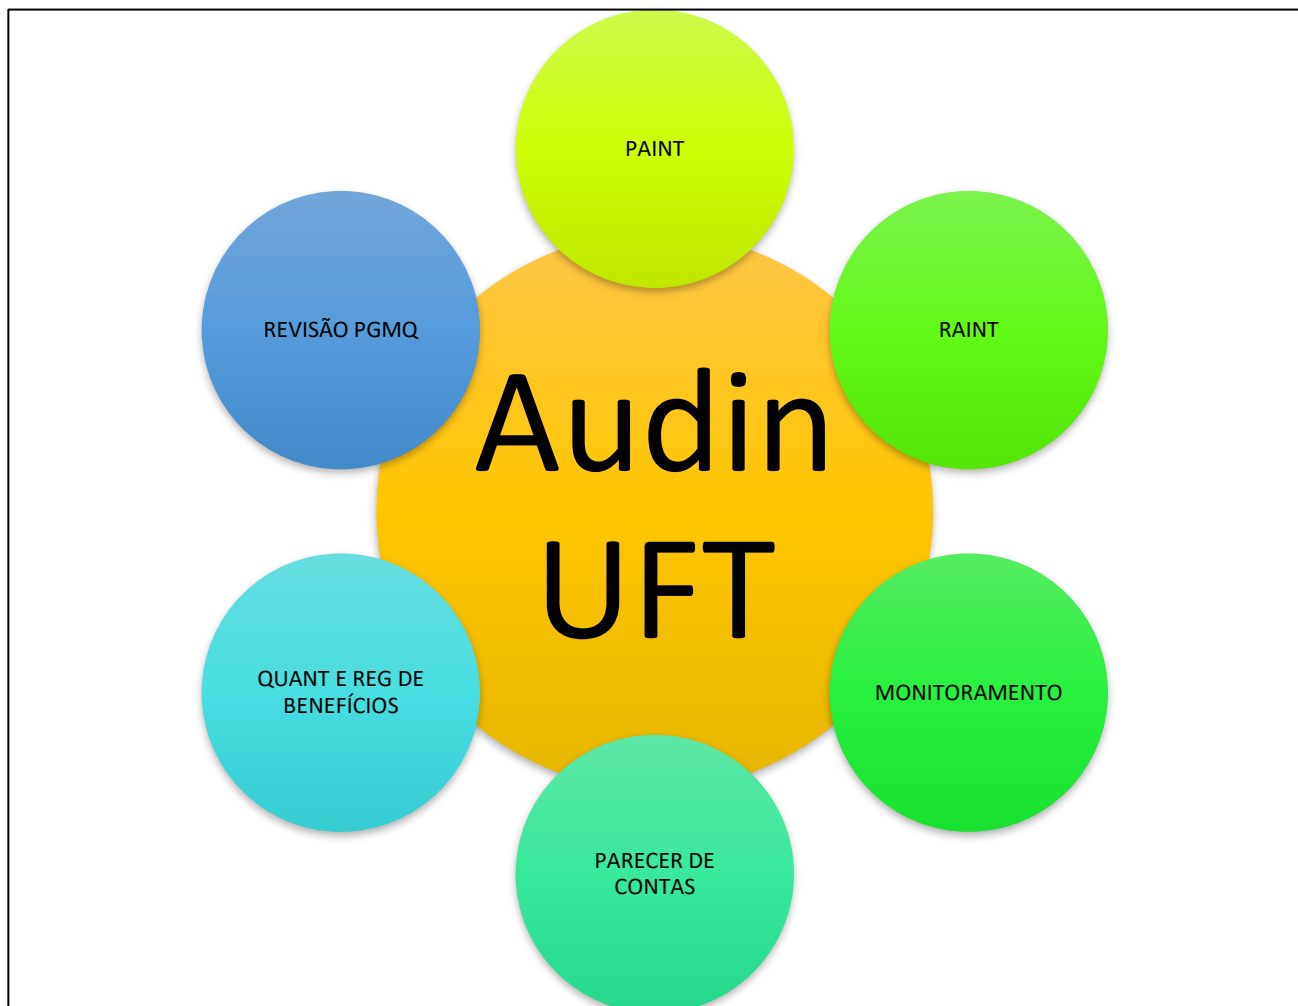 PAINT
REVISÃO PGMQ
RAINT
Audin
UFT
QUANT E REG DE
BENEFÍCIOS
MONITORAMENTO
PARECER DE
CONTAS